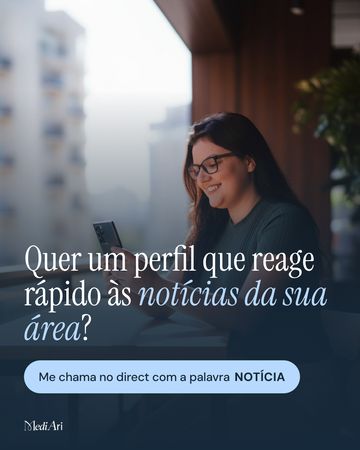 Quer um perfil que reage
rápido às notícias da sua
área?
Me chama no direct com a palavra NOTÍCIA
MediAri